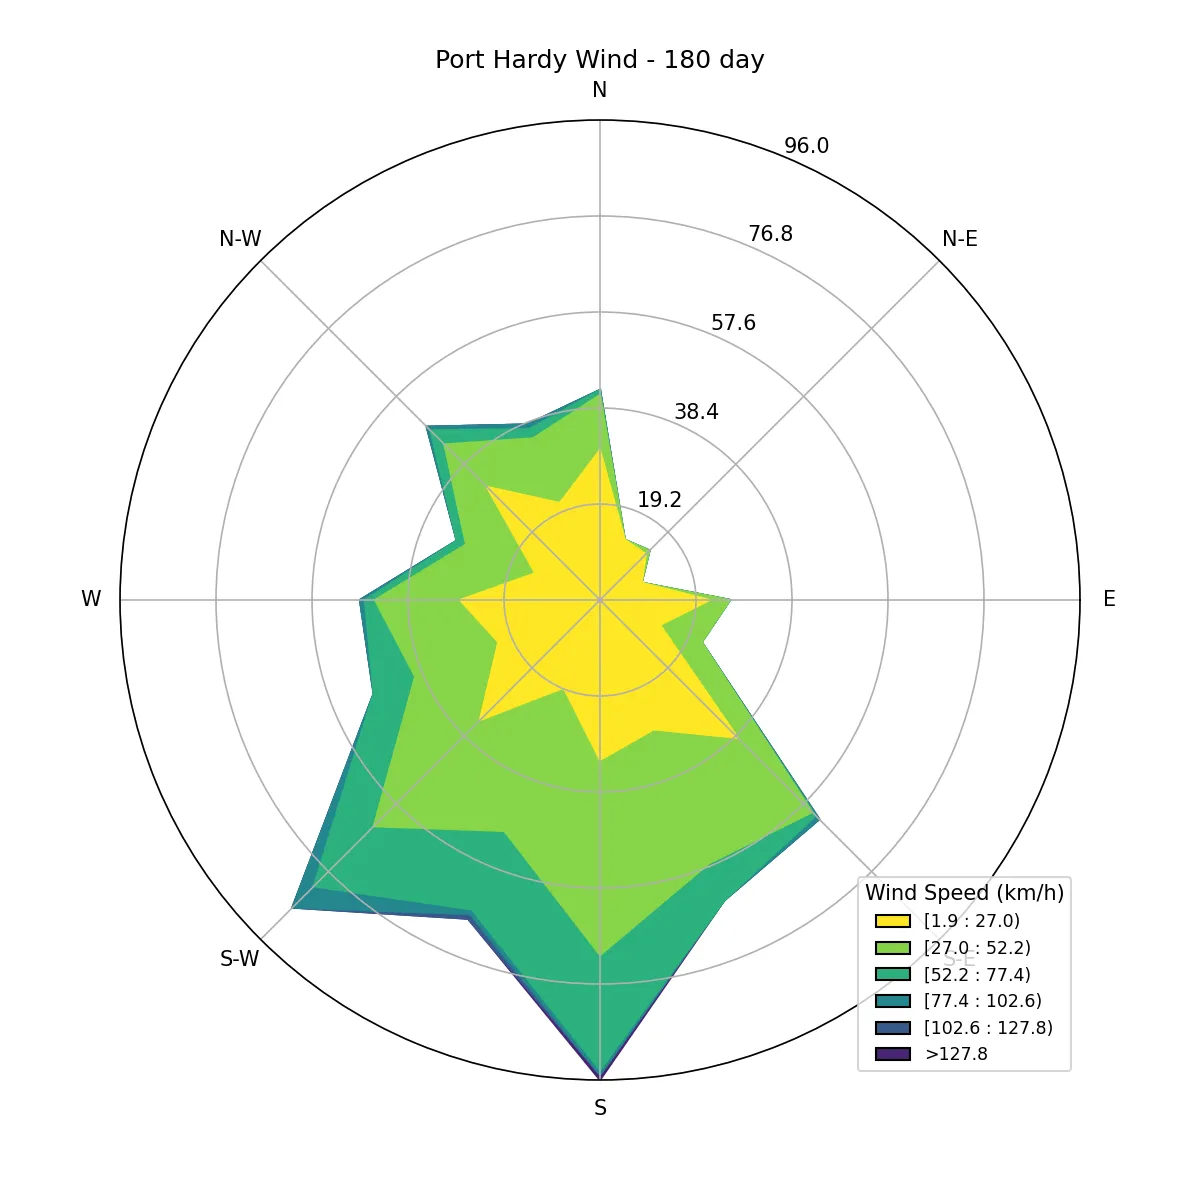 Port Hardy Wind - 180 day
N
96.0
N-W
N-E
76.8
57.6
38.4
19.2
W
E
Wind Speed (km/h)
[1.9 : 27.0)
[27.0 : 52.2)
S-W
S-E
[52.2 : 77.4)
[77.4 : 102.6)
[102.6 : 127.8)
>127.8
S